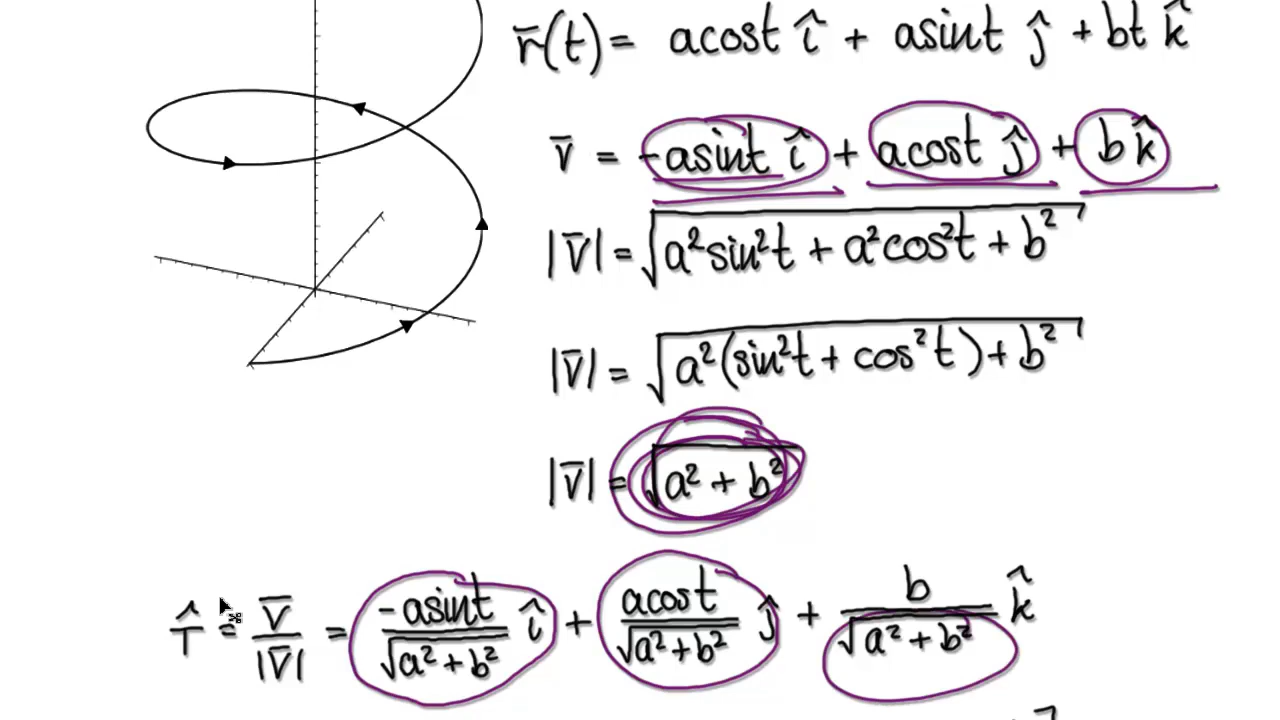 r̄(t) = acost î + asint ĵ + bt k̂
v̄ = -asint î + acost ĵ + b k̂
|v̄| = √(a²sin²t + a²cos²t + b²)
|v̄| = √(a²(sin²t + cos²t) + b²)
|v̄| = √(a² + b²)
T̂ = v̄/|v̄| = -asint/√(a² + b²) î + acost/√(a² + b²) ĵ + b/√(a² + b²) k̂